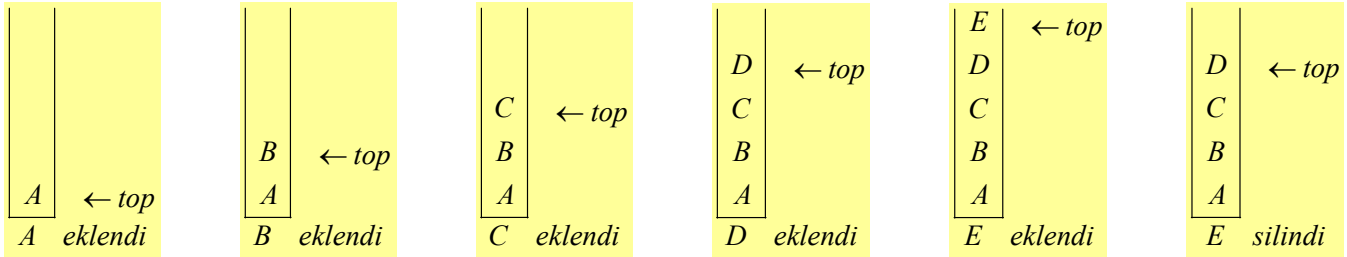 A ← top
A eklendi
B ← top
A
B eklendi
C ← top
B
A
C eklendi
D ← top
C
B
A
D eklendi
E ← top
D
C
B
A
E eklendi
D ← top
C
B
A
E silindi